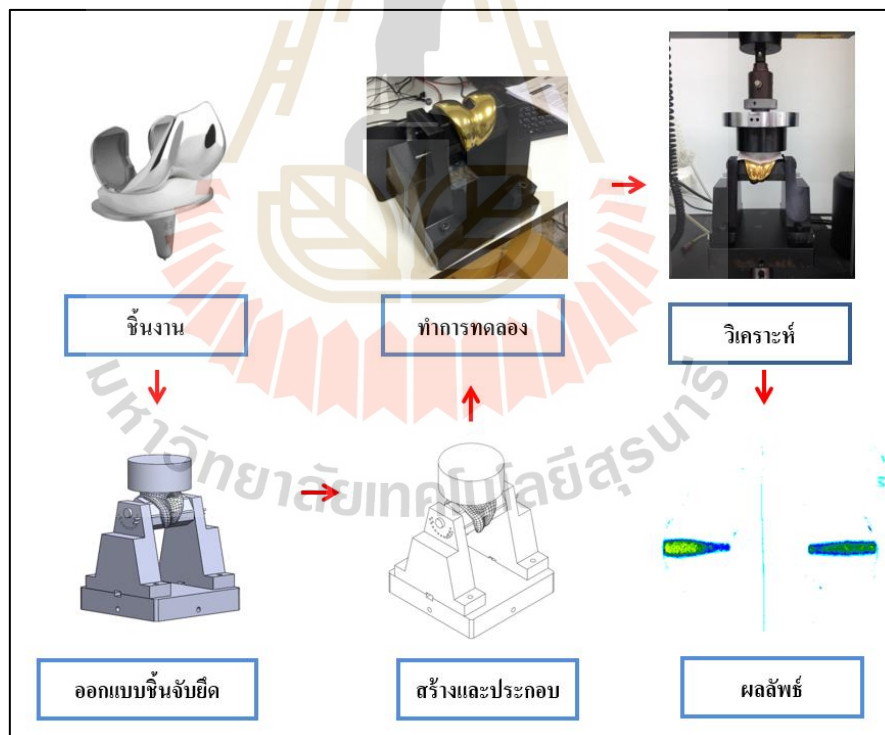 ชิ้นงาน
ทำการทดลอง
วิเคราะห์
มหาวิทยาลัยเทคโนโลยีสุรนารี
ออกแบบชิ้นจับยึด
สร้างและประกอบ
ผลลัพธ์